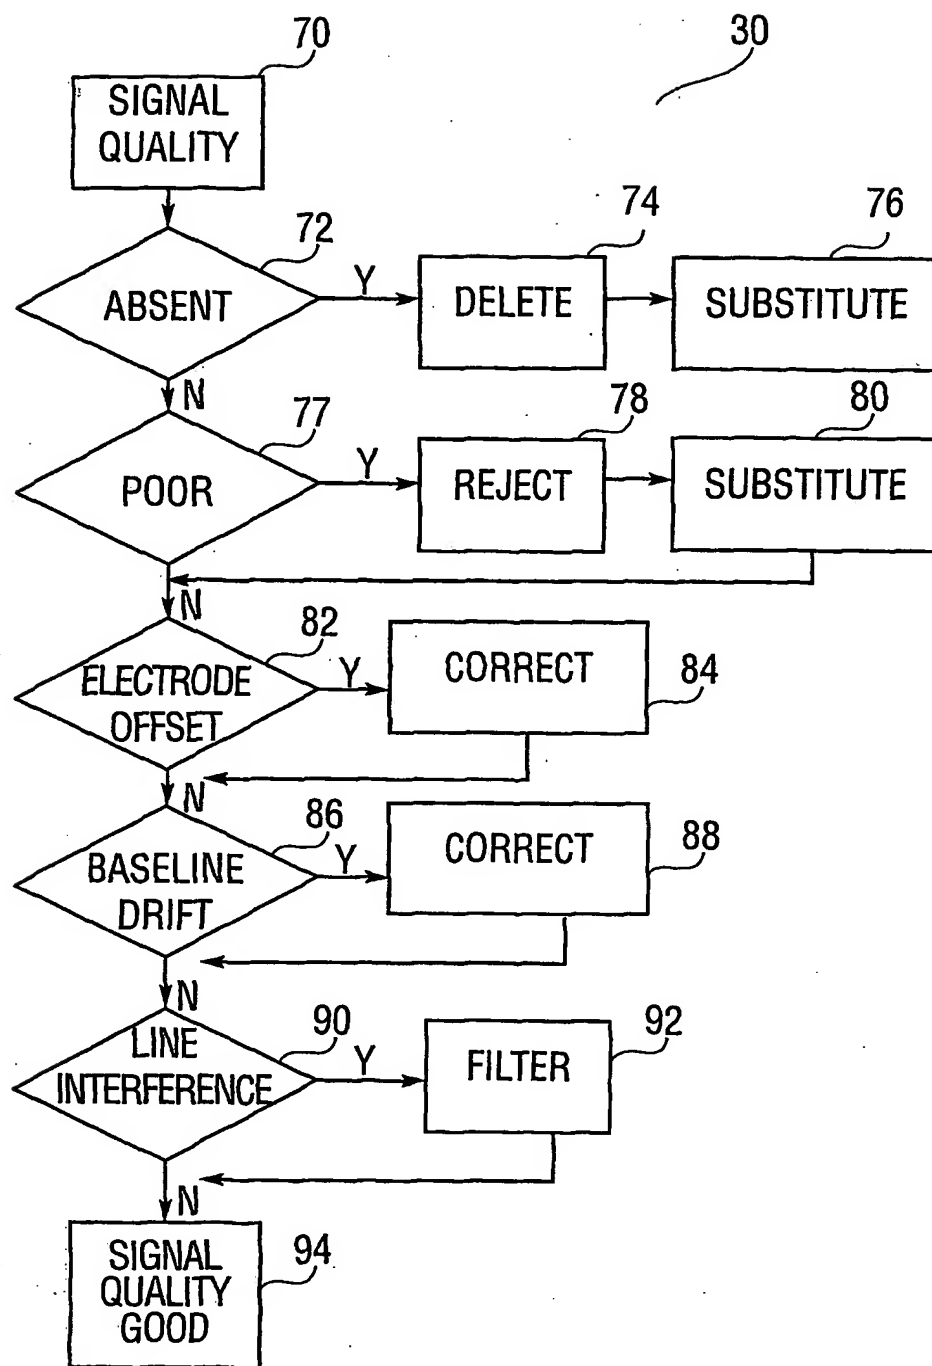 70
30
SIGNAL
QUALITY
72
74
76
ABSENT
Y
DELETE
SUBSTITUTE
N
77
78
80
POOR
Y
REJECT
SUBSTITUTE
N
82
ELECTRODE
OFFSET
Y
CORRECT
84
N
86
BASELINE
DRIFT
Y
CORRECT
88
N
90
LINE
INTERFERENCE
Y
FILTER
92
N
SIGNAL
QUALITY
GOOD
94